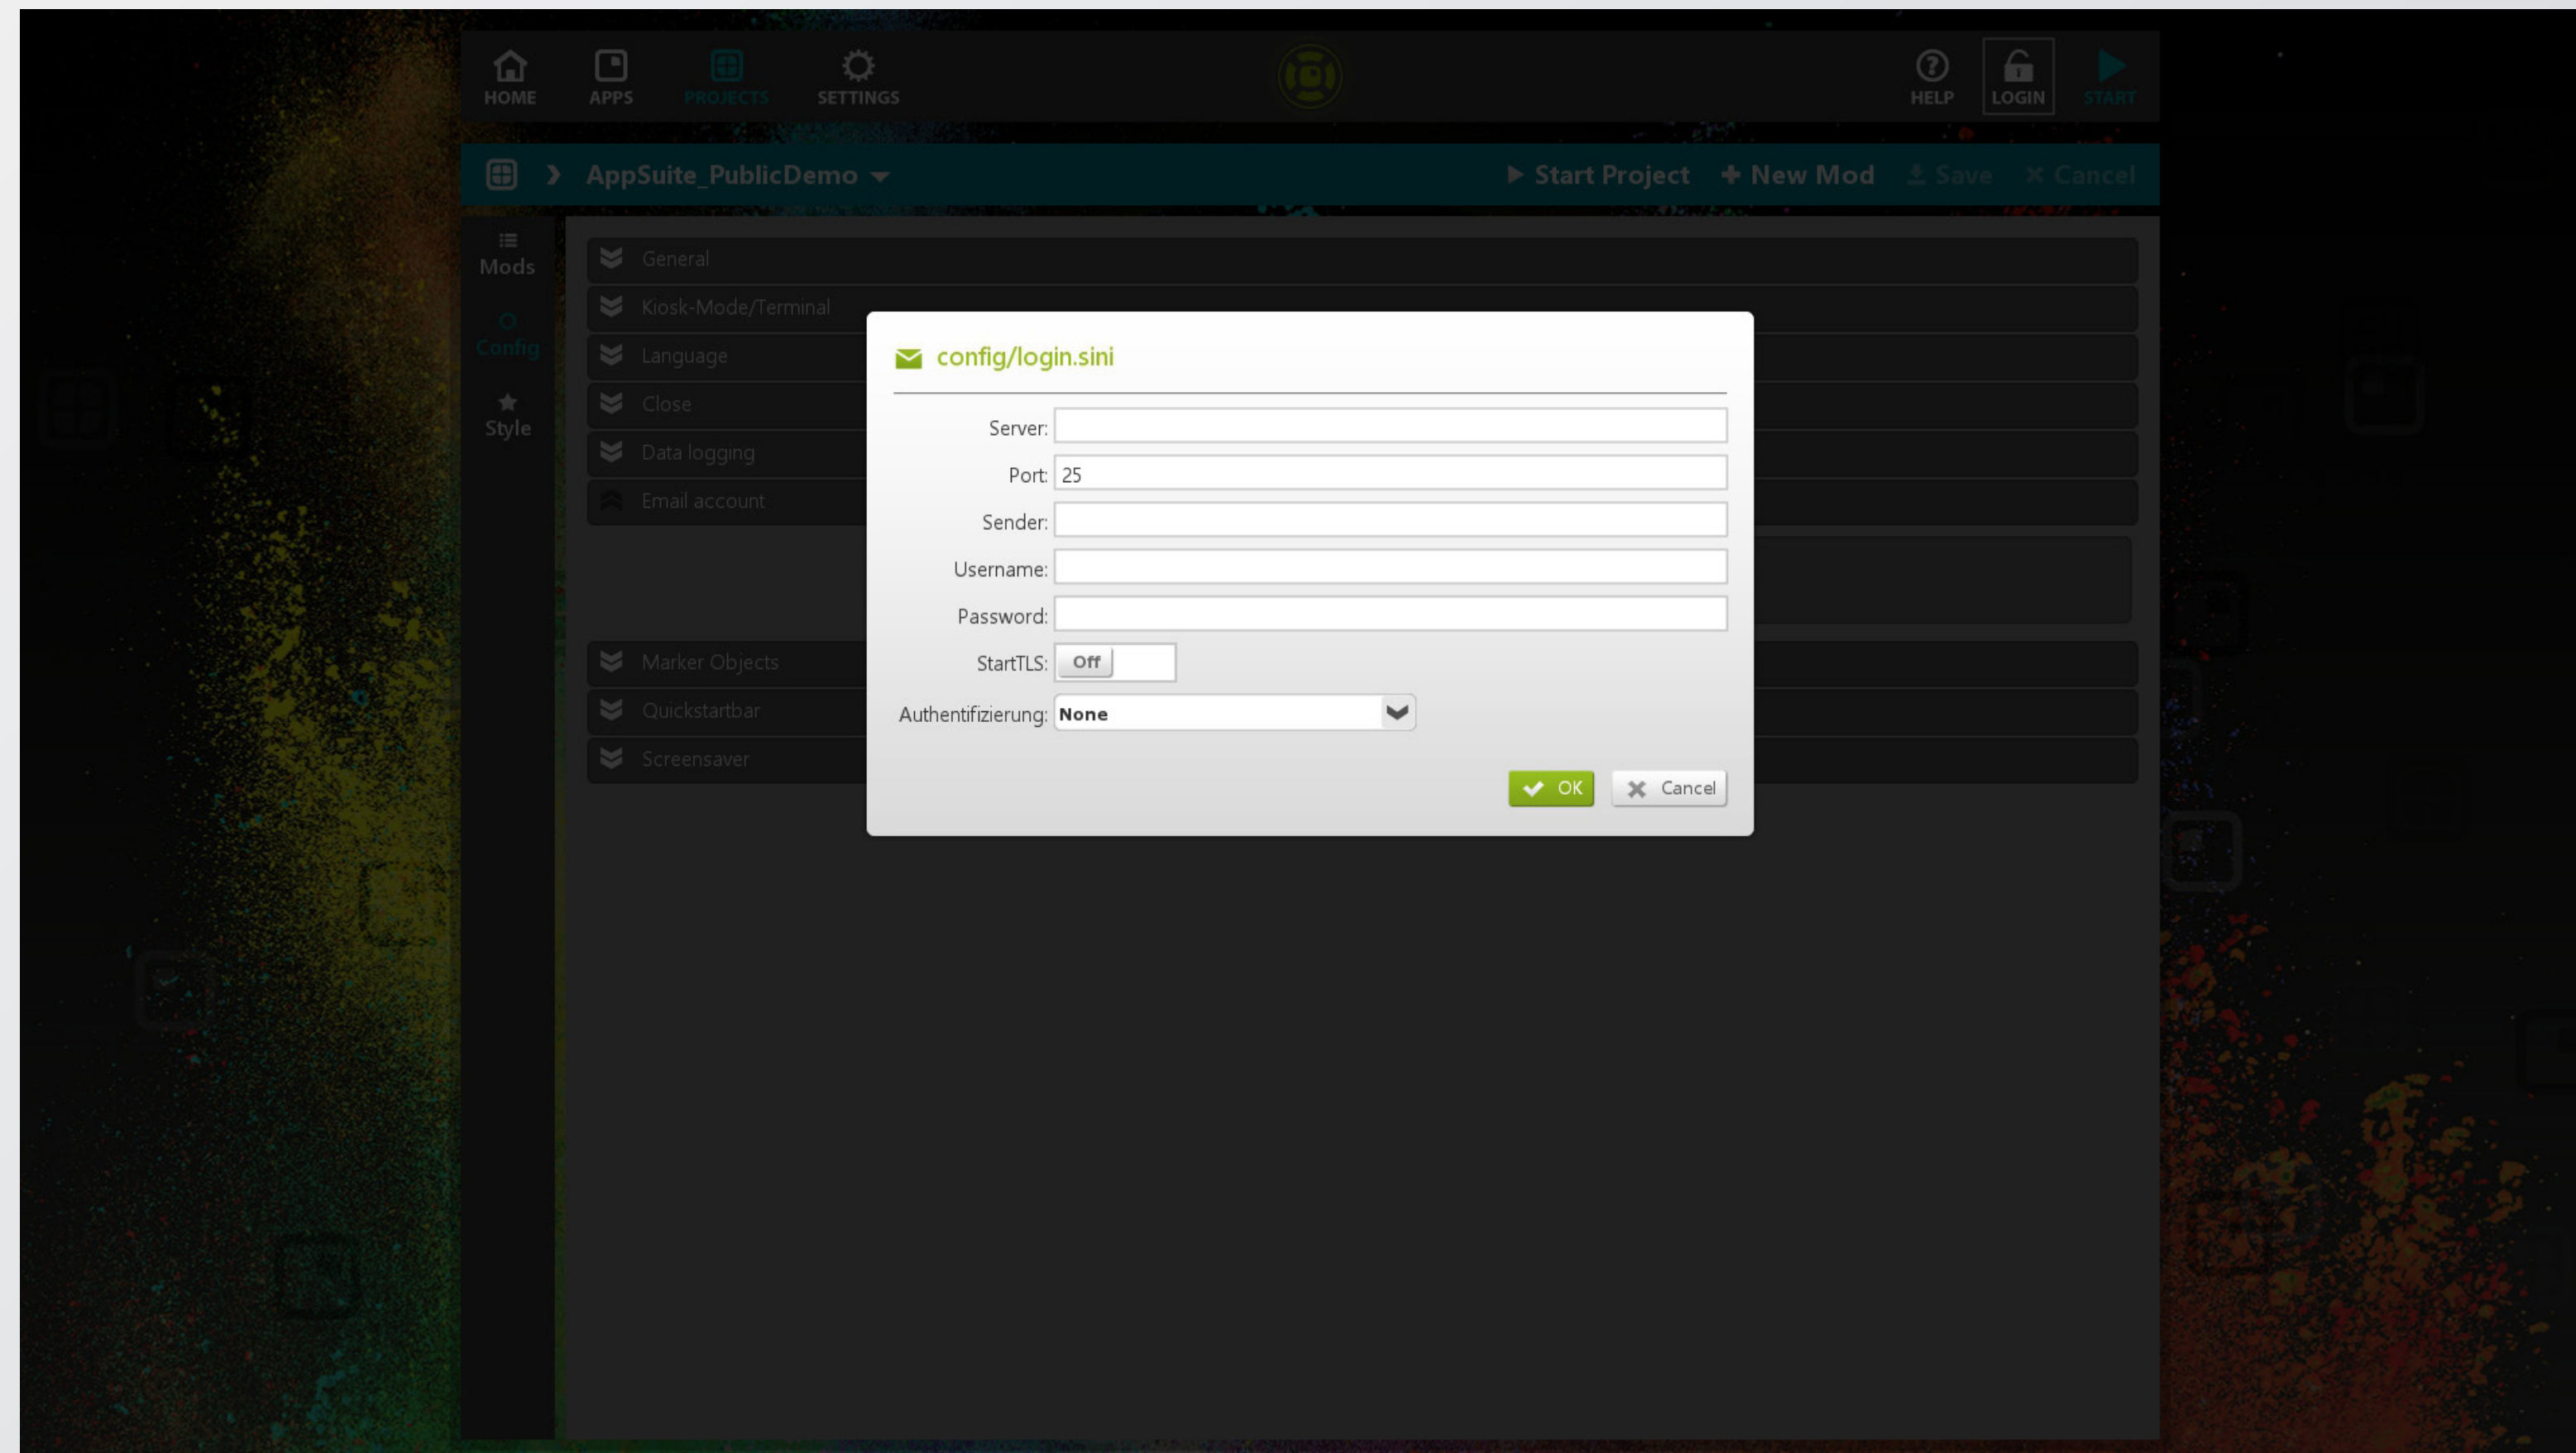 HOME APPS PROJECTS SETTINGS HELP LOGIN START
AppSuite_PublicDemo Start Project New Mod Save Cancel
Mods
Config
Style
General
Kiosk-Mode/Terminal
Language
Close
Data logging
Email account
Marker Objects
Quickstartbar
Screensaver
config/login.sini
Server:
Port: 25
Sender:
Username:
Password:
StartTLS: Off
Authentifizierung: None
OK Cancel